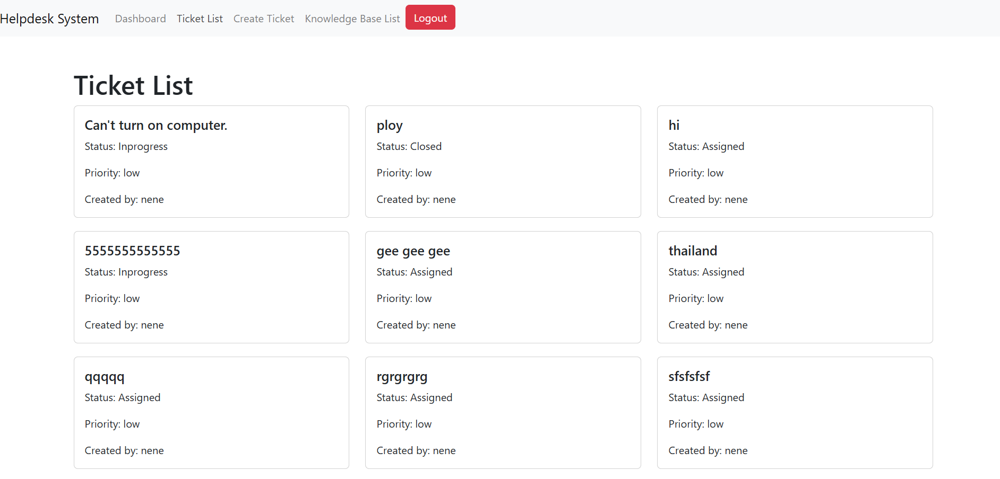 Helpdesk System Dashboard Ticket List Create Ticket Knowledge Base List Logout
Ticket List
Can't turn on computer.
Status: Inprogress
Priority: low
Created by: nene
ploy
Status: Closed
Priority: low
Created by: nene
hi
Status: Assigned
Priority: low
Created by: nene
5555555555555
Status: Inprogress
Priority: low
Created by: nene
gee gee gee
Status: Assigned
Priority: low
Created by: nene
thailand
Status: Assigned
Priority: low
Created by: nene
qqqqq
Status: Assigned
Priority: low
Created by: nene
rgrgrgrg
Status: Assigned
Priority: low
Created by: nene
sfsfsfsf
Status: Assigned
Priority: low
Created by: nene